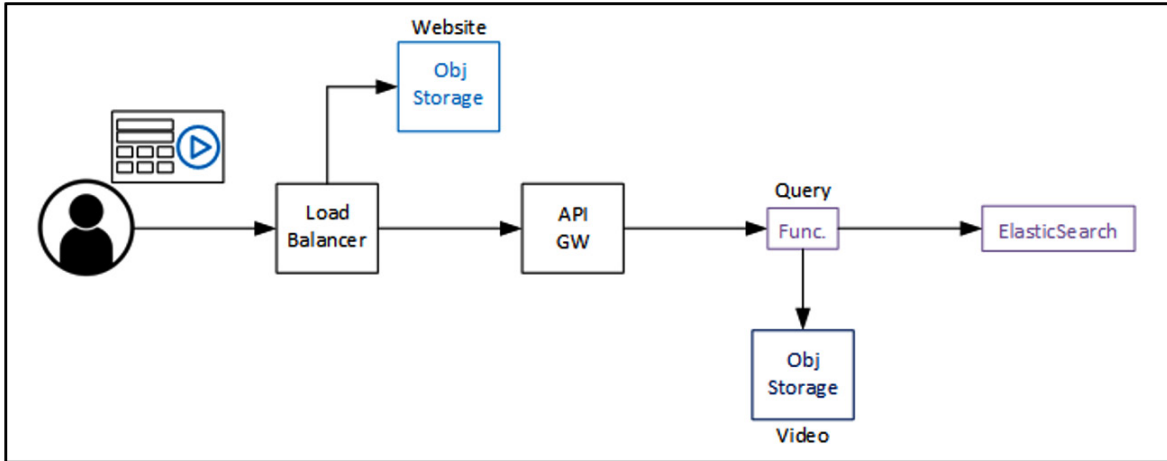 Website
Obj
Storage
Load
Balancer
API
GW
Query
Func.
ElasticSearch
Obj
Storage
Video